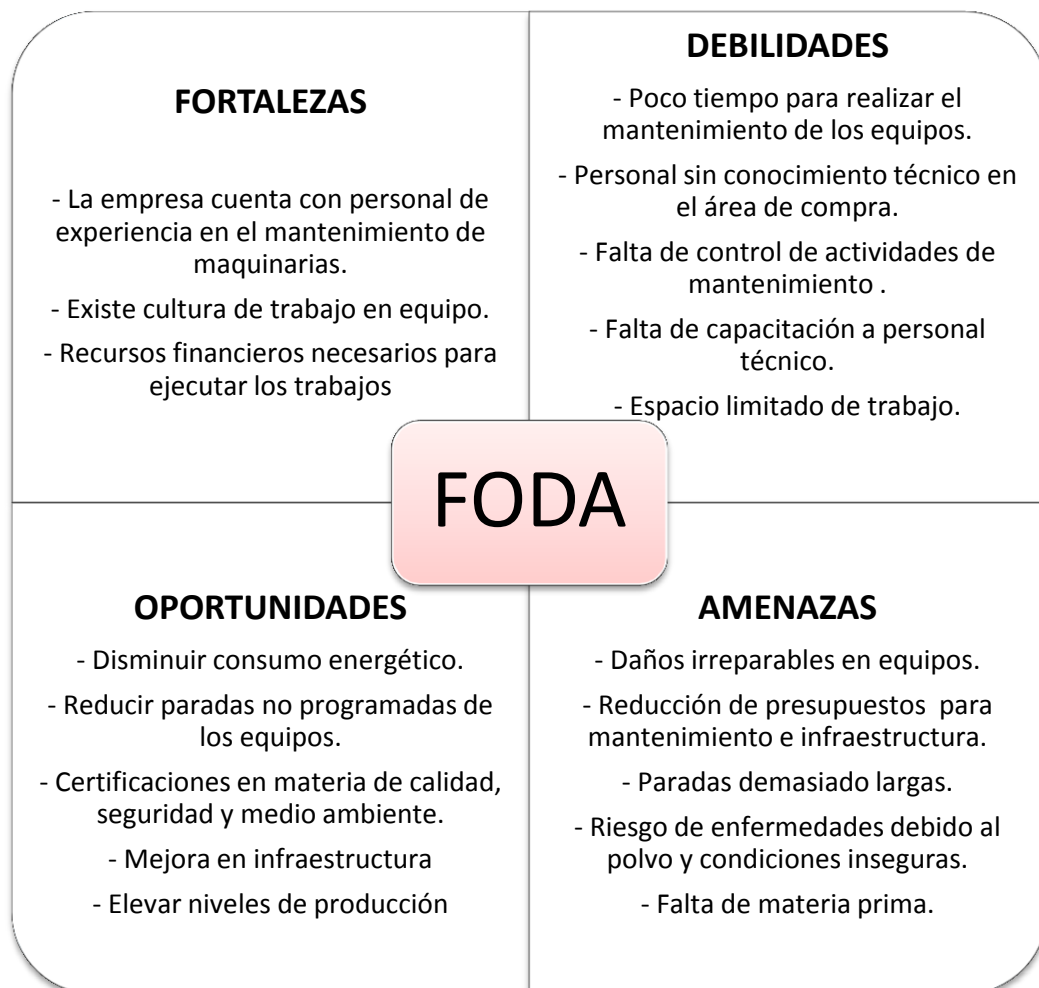 FORTALEZAS
- La empresa cuenta con personal de
experiencia en el mantenimiento de
maquinarias.
- Existe cultura de trabajo en equipo.
- Recursos financieros necesarios para
ejecutar los trabajos
DEBILIDADES
- Poco tiempo para realizar el
mantenimiento de los equipos.
- Personal sin conocimiento técnico en
el área de compra.
- Falta de control de actividades de
mantenimiento .
- Falta de capacitación a personal
técnico.
- Espacio limitado de trabajo.
FODA
OPORTUNIDADES
- Disminuir consumo energético.
- Reducir paradas no programadas de
los equipos.
- Certificaciones en materia de calidad,
seguridad y medio ambiente.
- Mejora en infraestructura
- Elevar niveles de producción
AMENAZAS
- Daños irreparables en equipos.
- Reducción de presupuestos  para
mantenimiento e infraestructura.
- Paradas demasiado largas.
- Riesgo de enfermedades debido al
polvo y condiciones inseguras.
- Falta de materia prima.